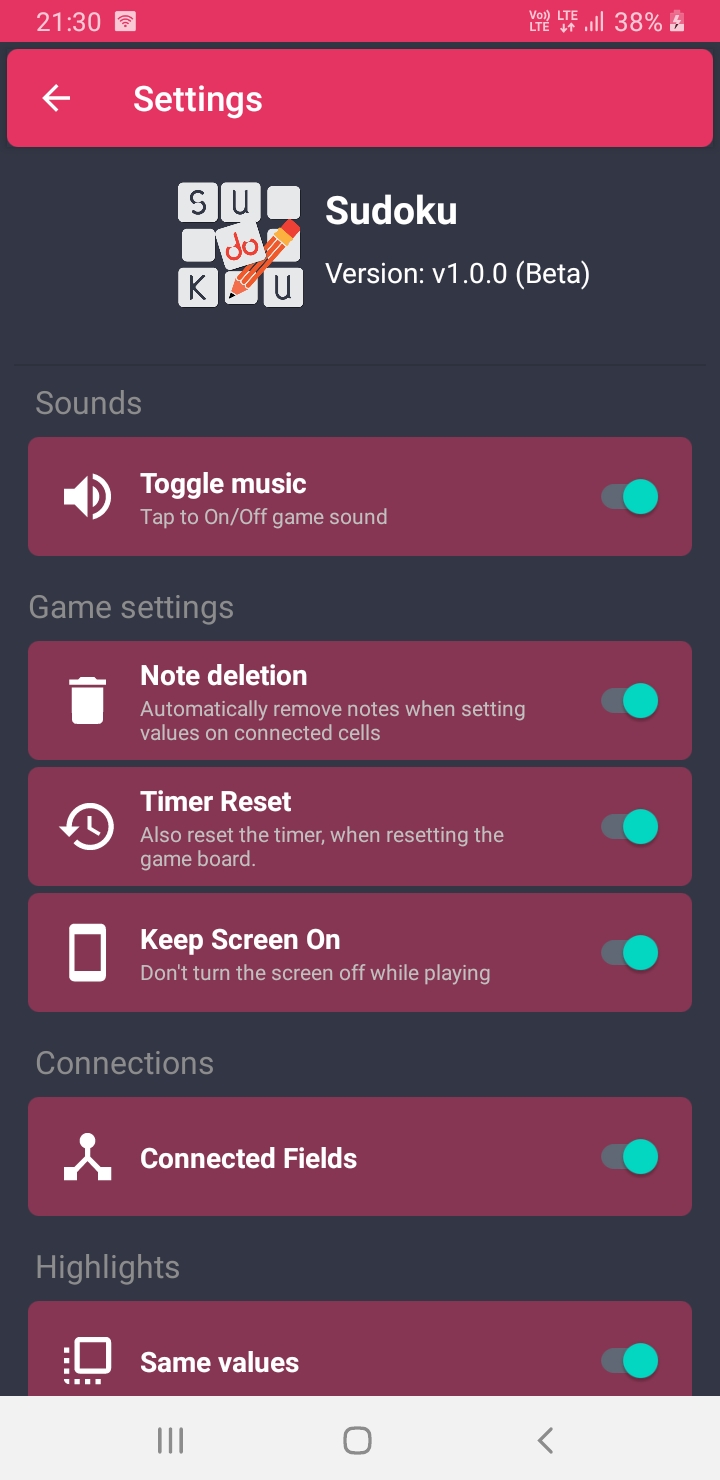 21:30 Vo)) LTE LTE 38%
Settings
S U
do
K U
Sudoku
Version: v1.0.0 (Beta)
Sounds
Toggle music
Tap to On/Off game sound
Game settings
Note deletion
Automatically remove notes when setting
values on connected cells
Timer Reset
Also reset the timer, when resetting the
game board.
Keep Screen On
Don't turn the screen off while playing
Connections
Connected Fields
Highlights
Same values